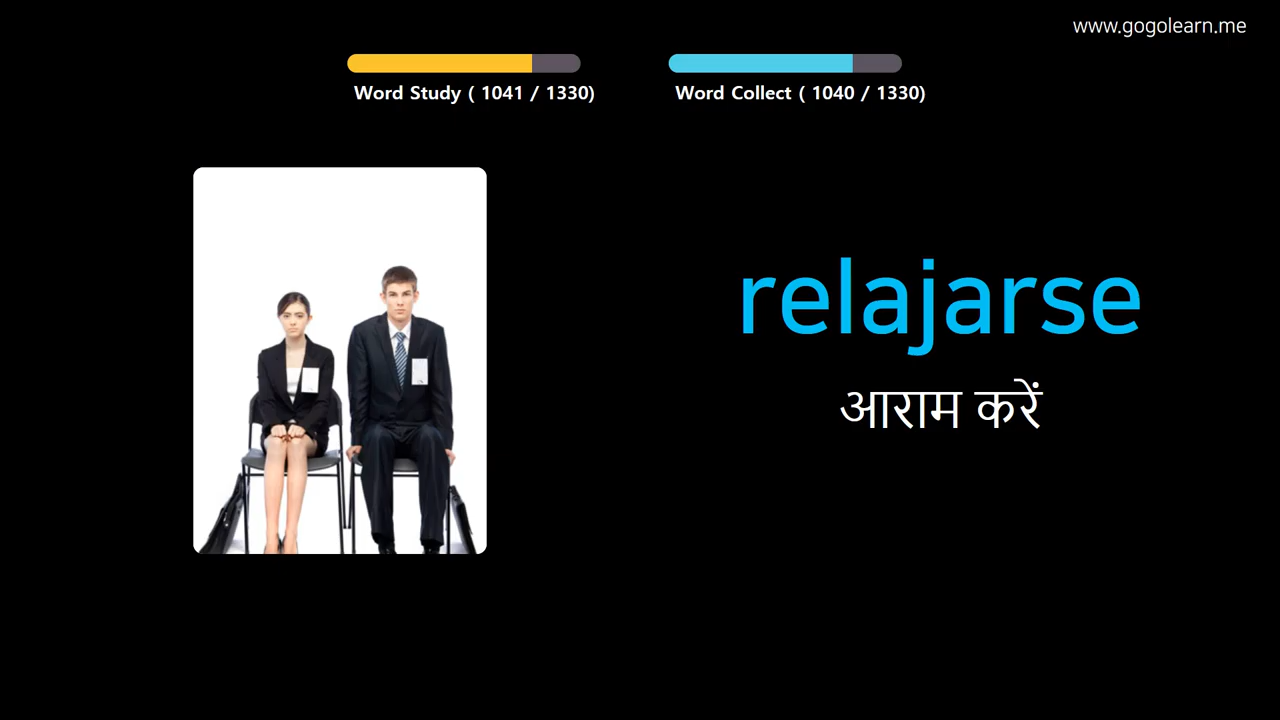 www.gogolearn.me
Word Study ( 1041 / 1330)
Word Collect ( 1040 / 1330)
relajarse
आराम करें